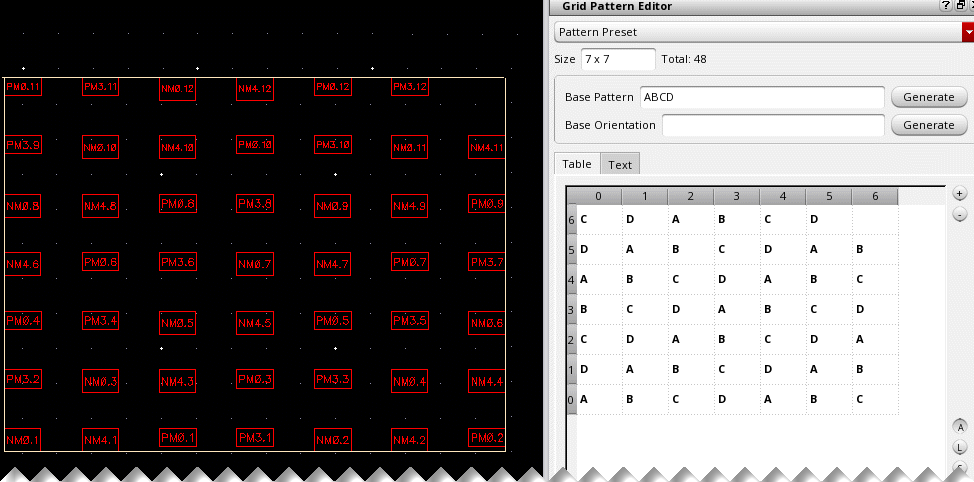 Grid Pattern Editor
Pattern Preset
Size 7 x 7 Total: 48
Base Pattern ABCD Generate
Base Orientation Generate
Table Text
0 1 2 3 4 5 6
6 C D A B C D
5 D A B C D A B
4 A B C D A B C
3 B C D A B C D
2 C D A B C D A
1 D A B C D A B
0 A B C D A B C
+
-
A
L
PM0.11 PM3.11 NM0.12 NM4.12 PM0.12 PM3.12
PM3.9 NM0.10 NM4.10 PM0.10 PM3.10 NM0.11 NM4.11
NM0.8 NM4.8 PM0.8 PM3.8 NM0.9 NM4.9 PM0.9
NM4.6 PM0.6 PM3.6 NM0.7 NM4.7 PM0.7 PM3.7
PM0.4 PM3.4 NM0.5 NM4.5 PM0.5 PM3.5 NM0.6
PM3.2 NM0.3 NM4.3 PM0.3 PM3.3 NM0.4 NM4.4
NM0.1 NM4.1 PM0.1 PM3.1 NM0.2 NM4.2 PM0.2